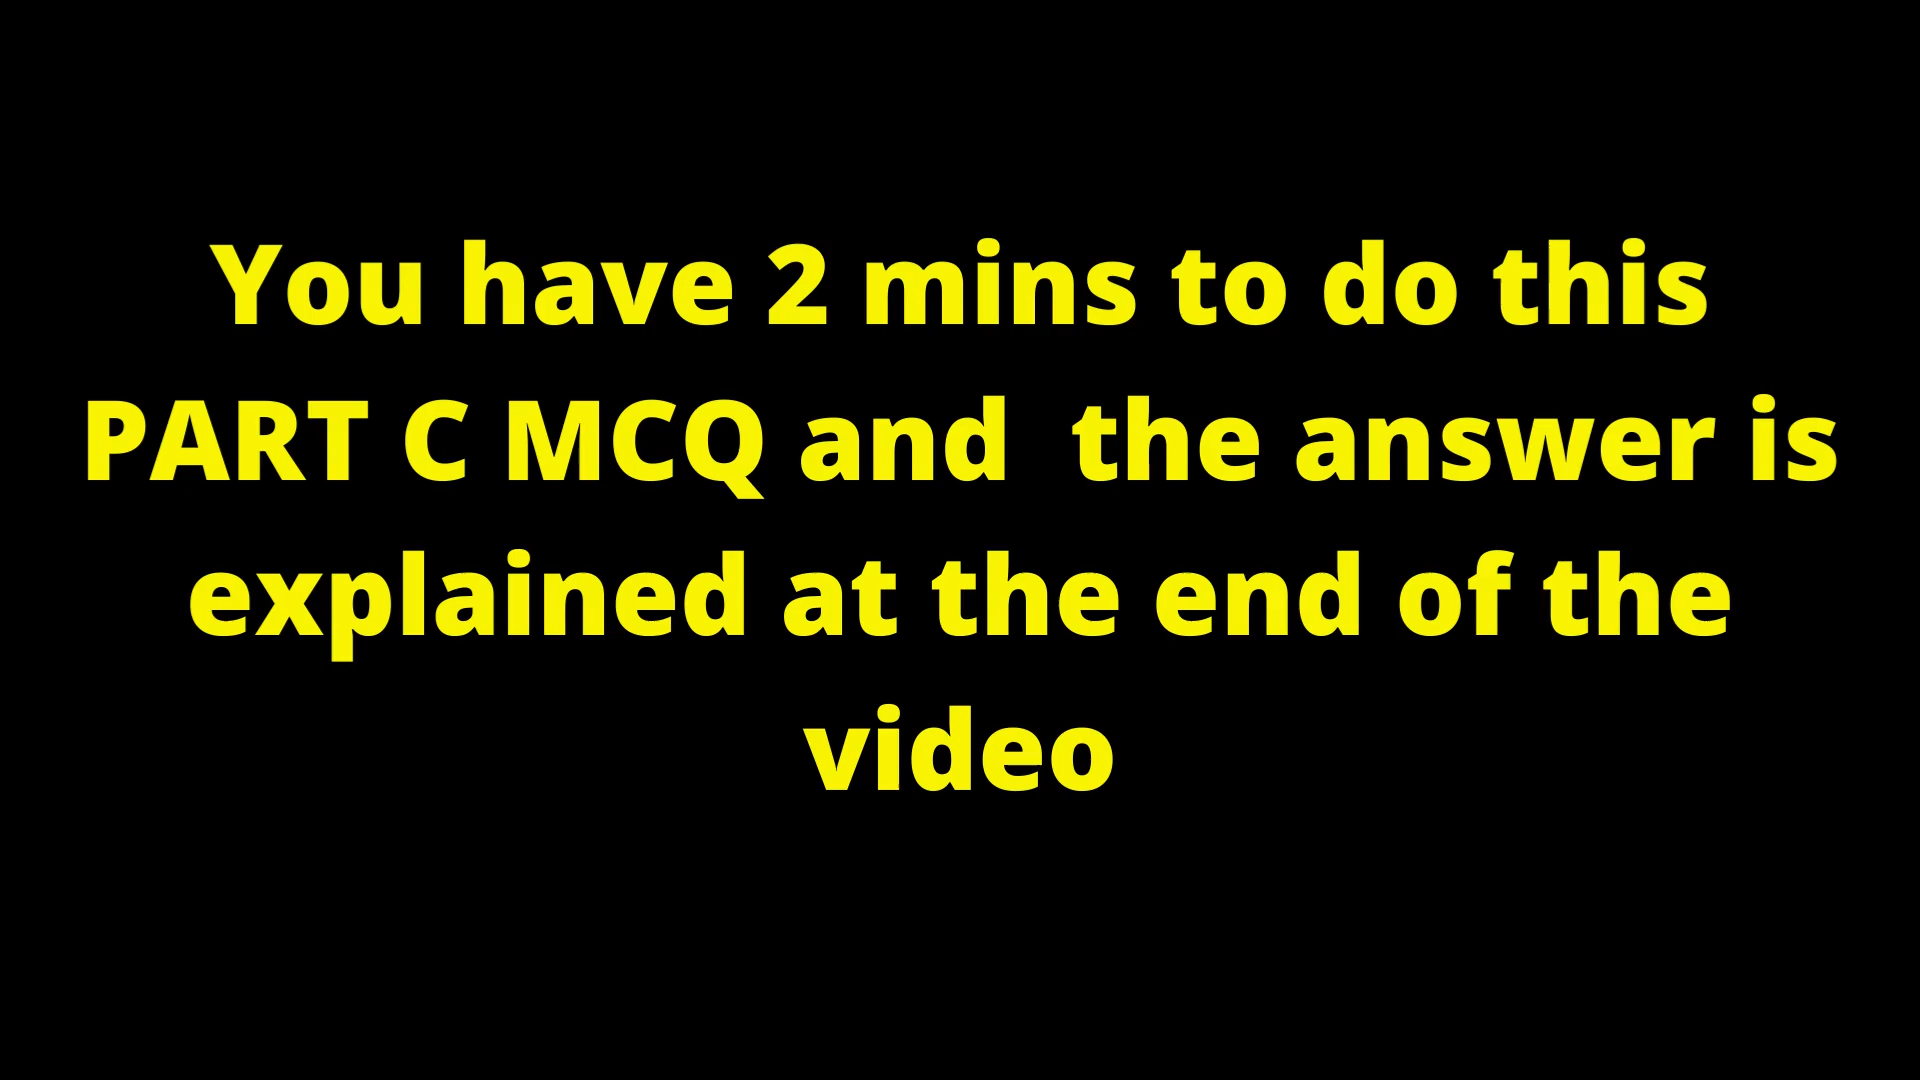 You have 2 mins to do this
PART C MCQ and  the answer is
explained at the end of the
video